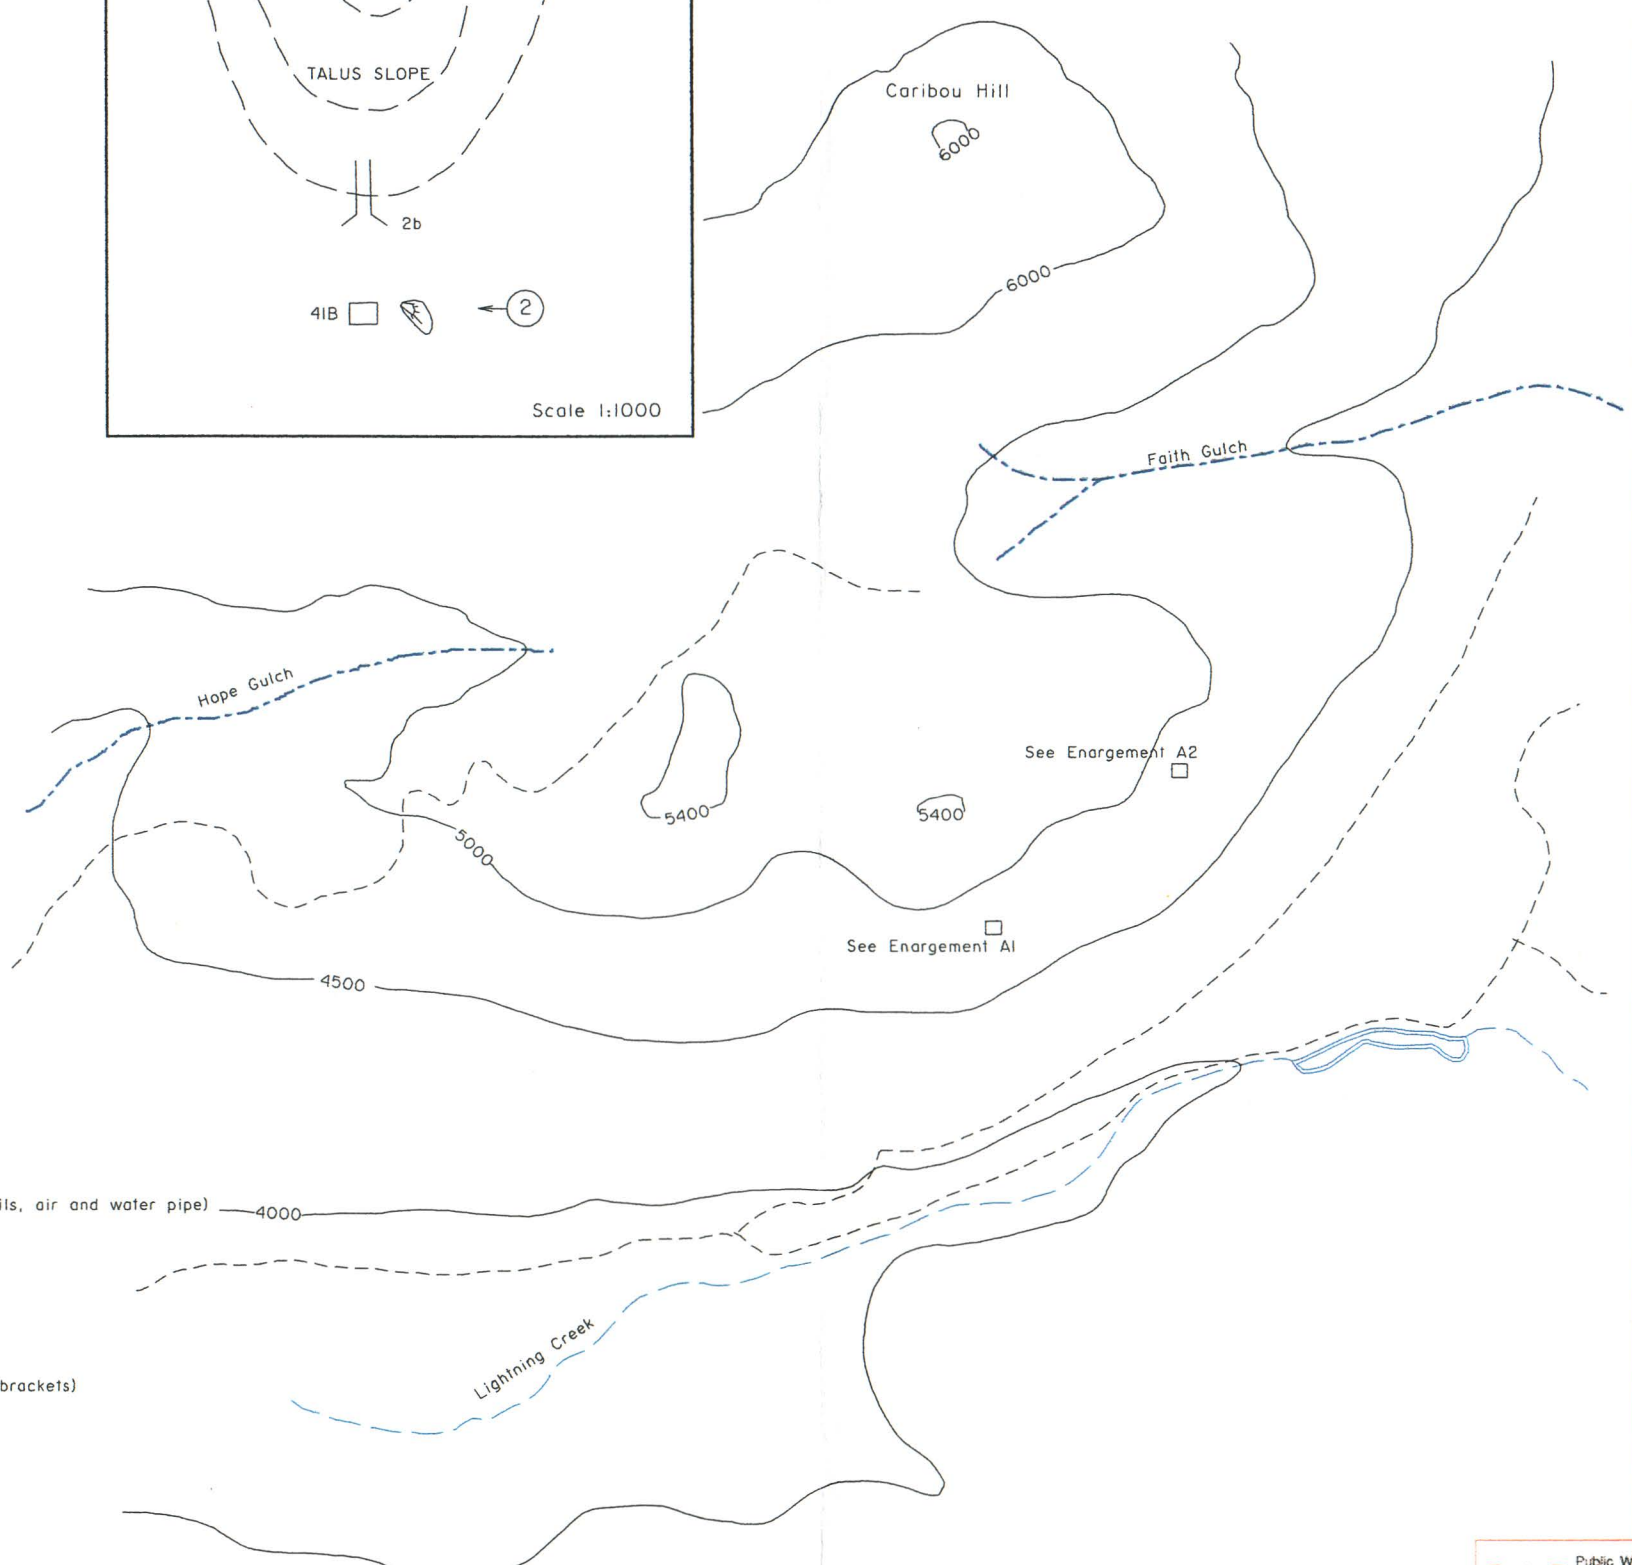 TALUS SLOPE
2b
41B
2
Scale 1:1000
Caribou Hill
6000
6000
Faith Gulch
Hope Gulch
See Enargement A2
5400
5400
5000
See Enargement A1
4500
ils, air and water pipe)
4000
Lightning Creek
brackets)
Public W